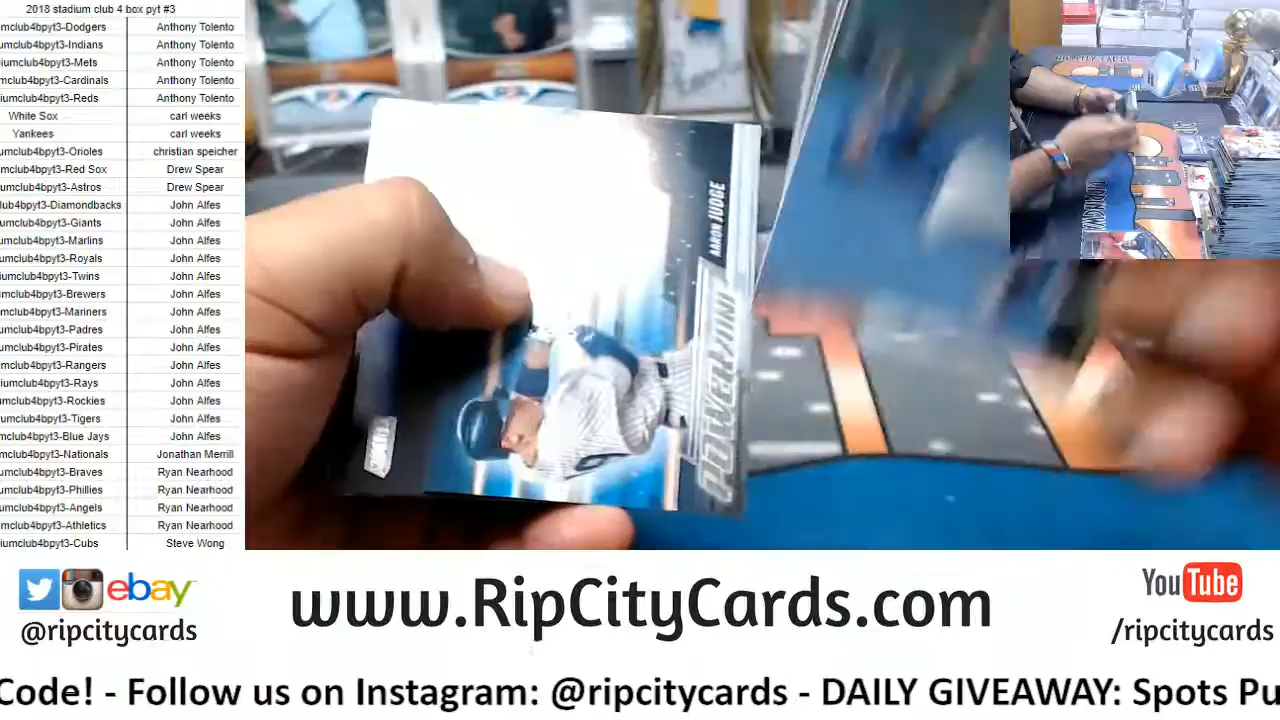 2018 stadium club 4 box pyt #3
mclub4bpyt3-Dodgers Anthony Tolento
umclub4bpyt3-Indians Anthony Tolento
iumclub4bpyt3-Mets Anthony Tolento
mclub4bpyt3-Cardinals Anthony Tolento
iumclub4bpyt3-Reds Anthony Tolento
White Sox carl weeks
Yankees carl weeks
umclub4bpyt3-Orioles christian speicher
umclub4bpyt3-Red Sox Drew Spear
umclub4bpyt3-Astros Drew Spear
lub4bpyt3-Diamondbacks John Alfes
umclub4bpyt3-Giants John Alfes
umclub4bpyt3-Marlins John Alfes
umclub4bpyt3-Royals John Alfes
iumclub4bpyt3-Twins John Alfes
mclub4bpyt3-Brewers John Alfes
mclub4bpyt3-Mariners John Alfes
umclub4bpyt3-Padres John Alfes
umclub4bpyt3-Pirates John Alfes
mclub4bpyt3-Rangers John Alfes
iumclub4bpyt3-Rays John Alfes
mclub4bpyt3-Rockies John Alfes
umclub4bpyt3-Tigers John Alfes
mclub4bpyt3-Blue Jays John Alfes
mclub4bpyt3-Nationals Jonathan Merrill
umclub4bpyt3-Braves Ryan Nearhood
umclub4bpyt3-Phillies Ryan Nearhood
umclub4bpyt3-Angels Ryan Nearhood
mclub4bpyt3-Athletics Ryan Nearhood
iumclub4bpyt3-Cubs Steve Wong
AARON JUDGE
ebay
@ripcitycards
www.RipCityCards.com
YouTube
/ripcitycards
Code! - Follow us on Instagram: @ripcitycards - DAILY GIVEAWAY: Spots Pu